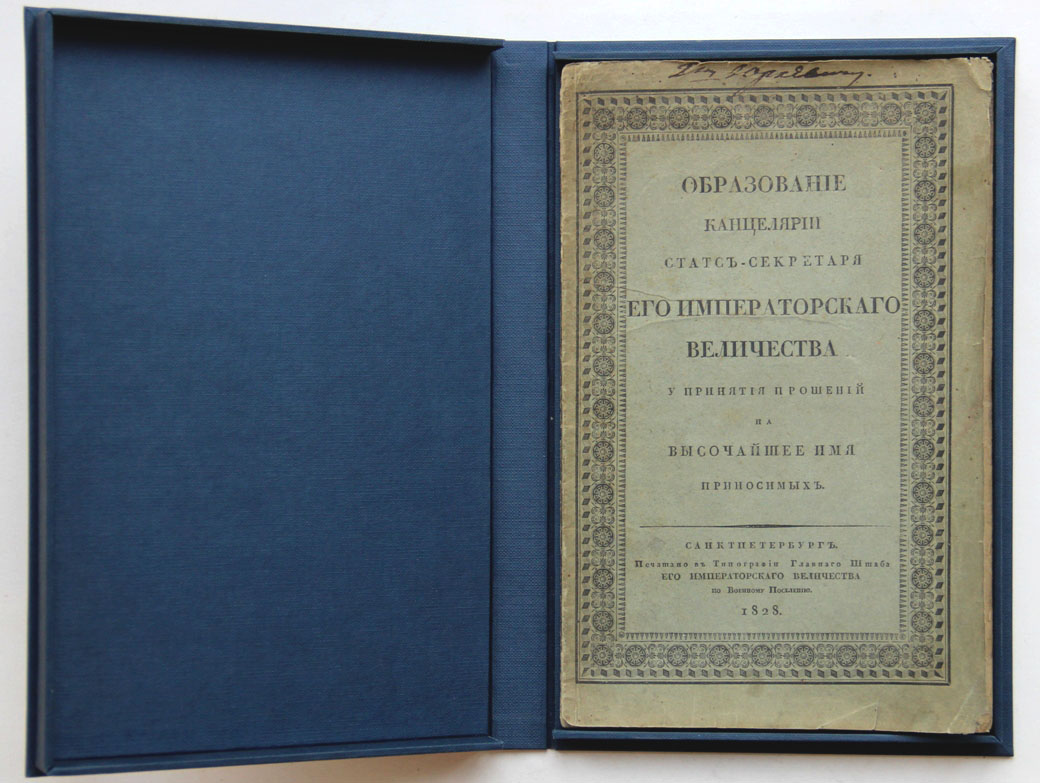 ОБРАЗОВАНІЕ
КАНЦЕЛЯРІИ
СТАТСЪ-СЕКРЕТАРЯ
ЕГО ИМПЕРАТОРСКАГО
ВЕЛИЧЕСТВА
У ПРИНЯТІЯ ПРОШЕНІЙ
НА
ВЫСОЧАЙШЕЕ ИМЯ
ПРИНОСИМЫХЪ.
САНКТПЕТЕРБУРГЪ.
Печатано въ Типографіи Главнаго Штаба
ЕГО ИМПЕРАТОРСКАГО ВЕЛИЧЕСТВА
по Военному Поселенію.
1828.